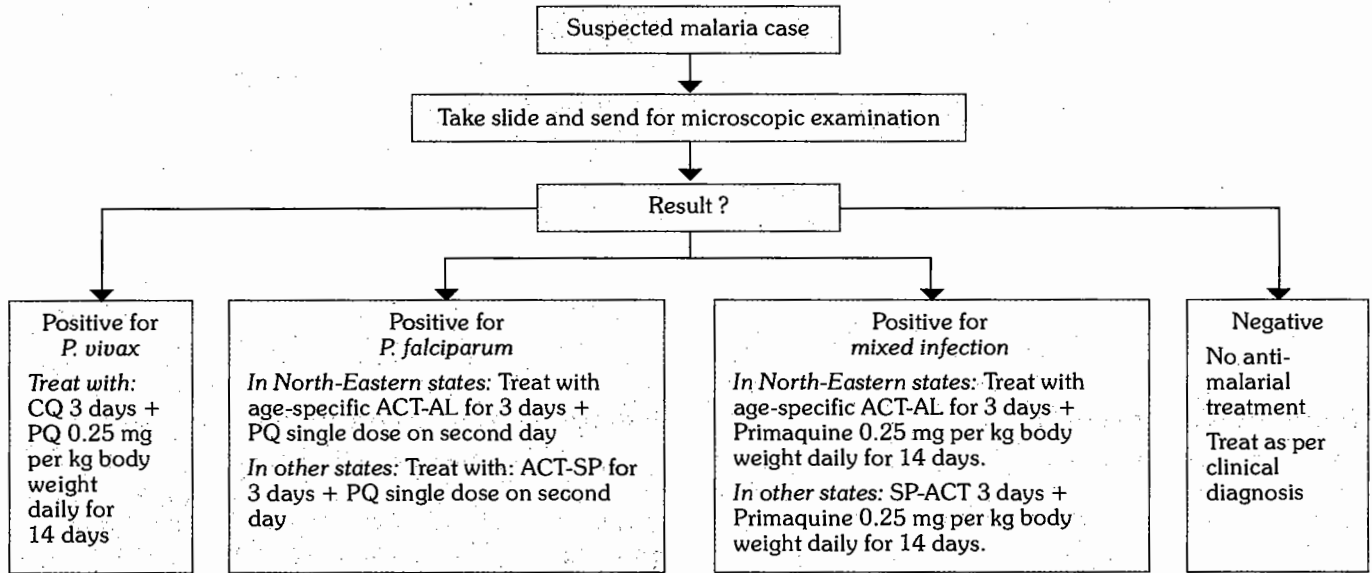 Suspected malaria case
Take slide and send for microscopic examination
Result ?
Positive for
P. vivax
Treat with:
CQ 3 days +
PQ 0.25 mg
per kg body
weight
daily for
14 days
Positive for
P. falciparum
In North-Eastern states: Treat with
age-specific ACT-AL for 3 days +
PQ single dose on second day
In other states: Treat with: ACT-SP for
3 days + PQ single dose on second
day
Positive for
mixed infection
In North-Eastern states: Treat with
age-specific ACT-AL for 3 days +
Primaquine 0.25 mg per kg body
weight daily for 14 days.
In other states: SP-ACT 3 days +
Primaquine 0.25 mg per kg body
weight daily for 14 days.
Negative
No anti-
malarial
treatment
Treat as per
clinical
diagnosis